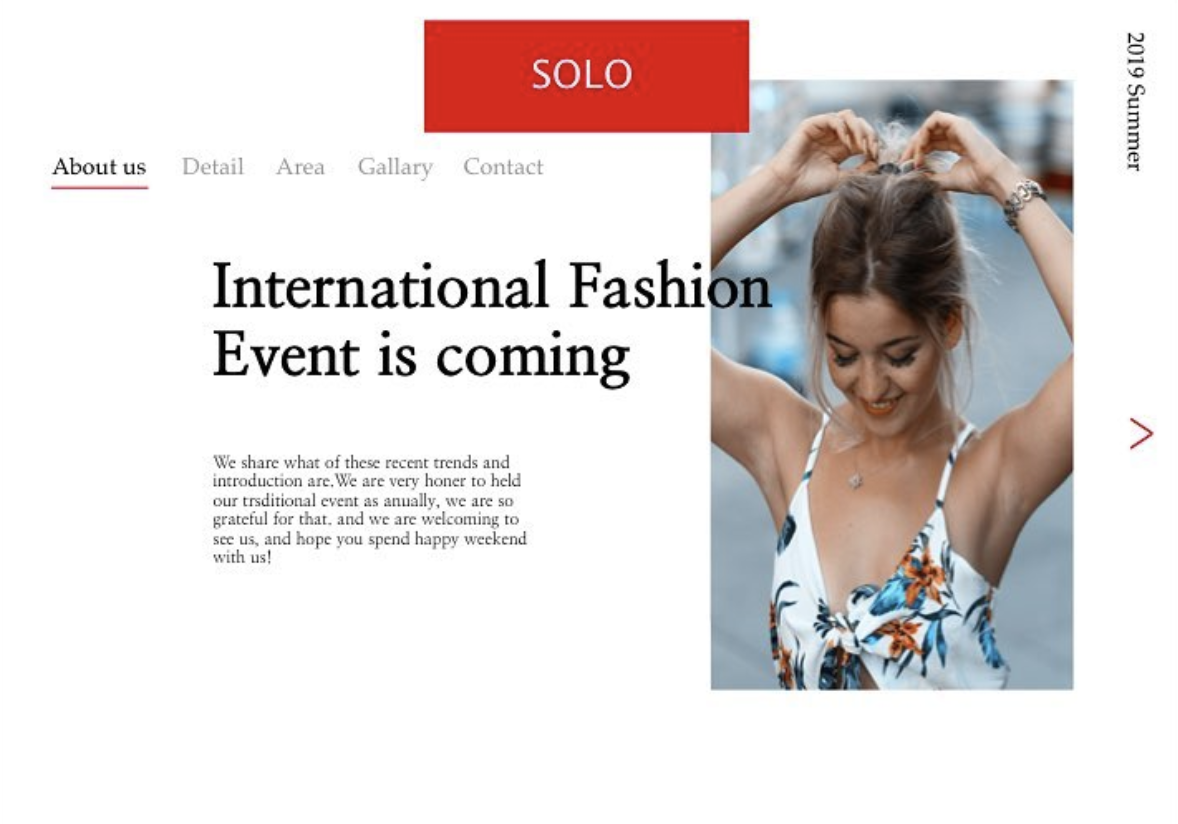 SOLO
2019 Summer
About us Detail Area Gallary Contact
International Fashion
Event is coming
We share what of these recent trends and
introduction are.We are very honer to held
our trsditional event as anually, we are so
grateful for that. and we are welcoming to
see us, and hope you spend happy weekend
with us!